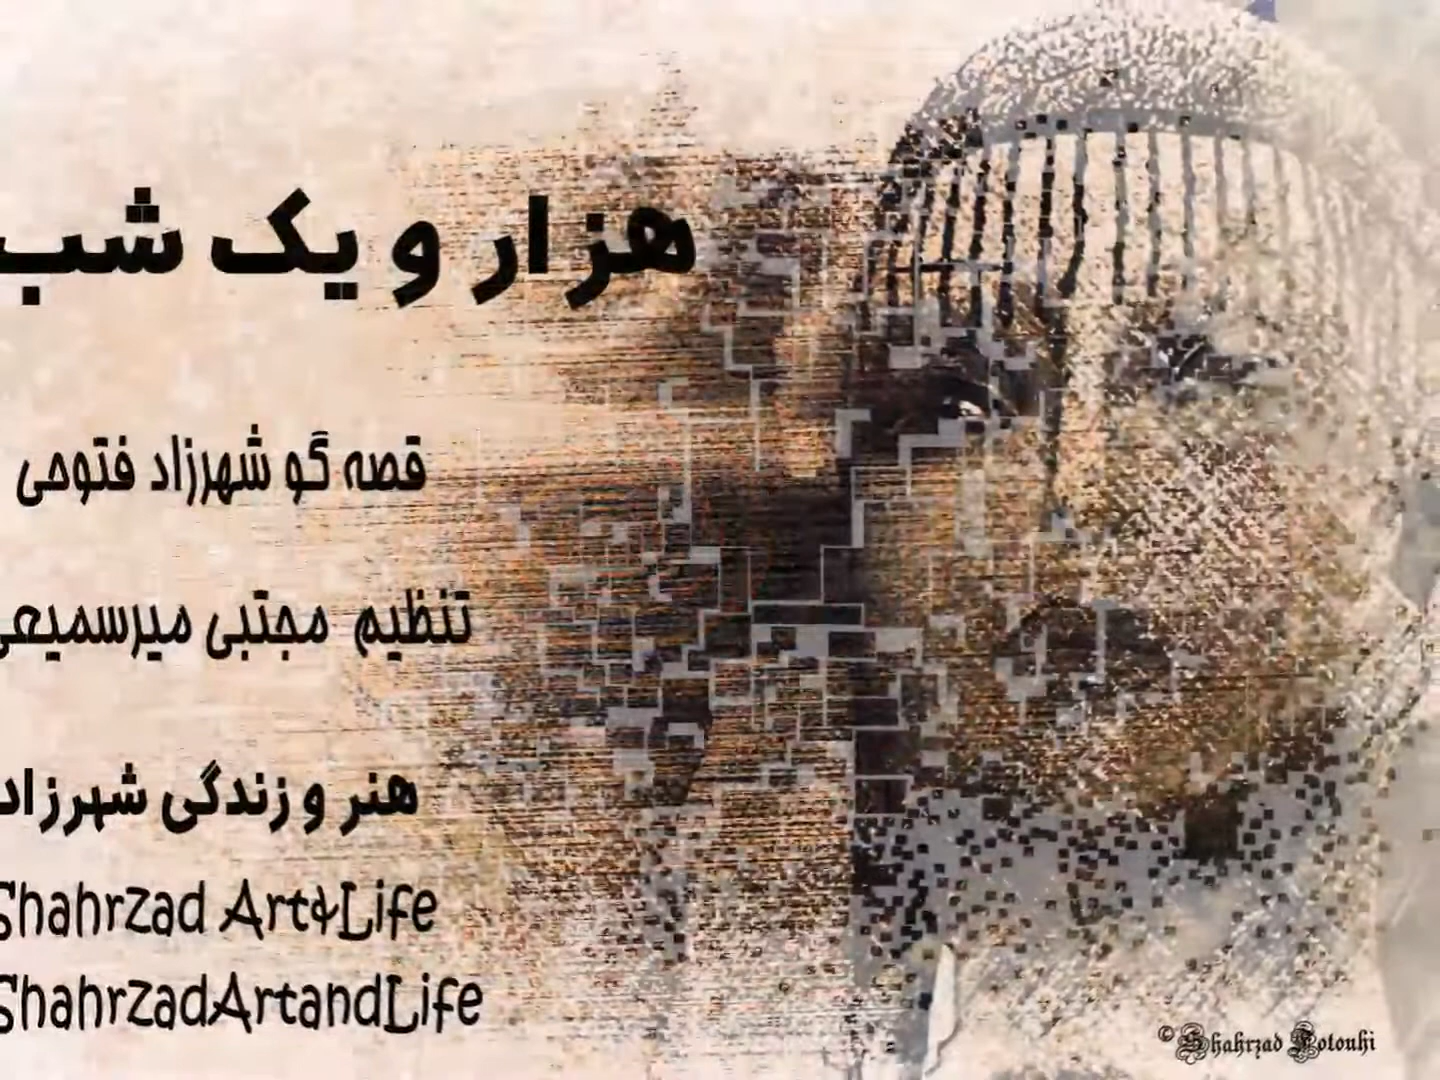 هزار و یک شب
قصه گو شهرزاد فتوحی
تنظیم مجتبی میرسمیعی
هنر و زندگی شهرزاد
Shahrzad Art&Life
ShahrzadArtandLife
© Shahrzad Fotouhi